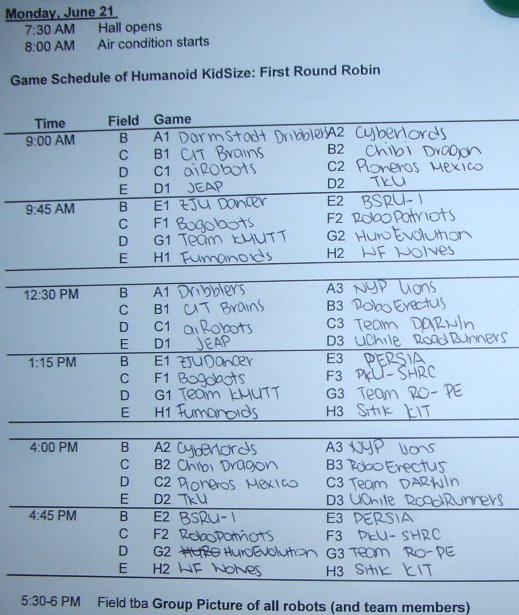 Monday, June 21
7:30 AM Hall opens
8:00 AM Air condition starts
Game Schedule of Humanoid KidSize: First Round Robin
Time Field Game
9:00 AM B A1 Darmstadt Dribblers A2 Cyberlords
C B1 CIT Brains B2 Chibi Dragon
D C1 aiRobots C2 Pioneros Mexico
E D1 JEAP D2 TKU
9:45 AM B E1 ZJU Dancer E2 BSRU-1
C F1 Bogobots F2 RoboPatriots
D G1 Team KMUTT G2 HuroEvolution
E H1 Fumanoids H2 WF Wolves
12:30 PM B A1 Dribblers A3 NYP Lions
C B1 CIT Brains B3 RoboErectus
D C1 aiRobots C3 Team DARwIn
E D1 JEAP D3 UChile RoadRunners
1:15 PM B E1 ZJUDancer E3 PERSIA
C F1 Bogobots F3 PKU-SHRC
D G1 Team KMUTT G3 Team RO-PE
E H1 Fumanoids H3 Sitik KIT
4:00 PM B A2 Cyberlords A3 NYP Lions
C B2 Chibi Dragon B3 RoboErectus
D C2 Pioneros Mexico C3 Team DARwIn
E D2 TKU D3 UChile RoadRunners
4:45 PM B E2 BSRU-1 E3 PERSIA
C F2 RoboPatriots F3 PKU-SHRC
D G2 HuroEvolution G3 Team RO-PE
E H2 WF Wolves H3 Sitik KIT
5:30-6 PM Field tba Group Picture of all robots (and team members)